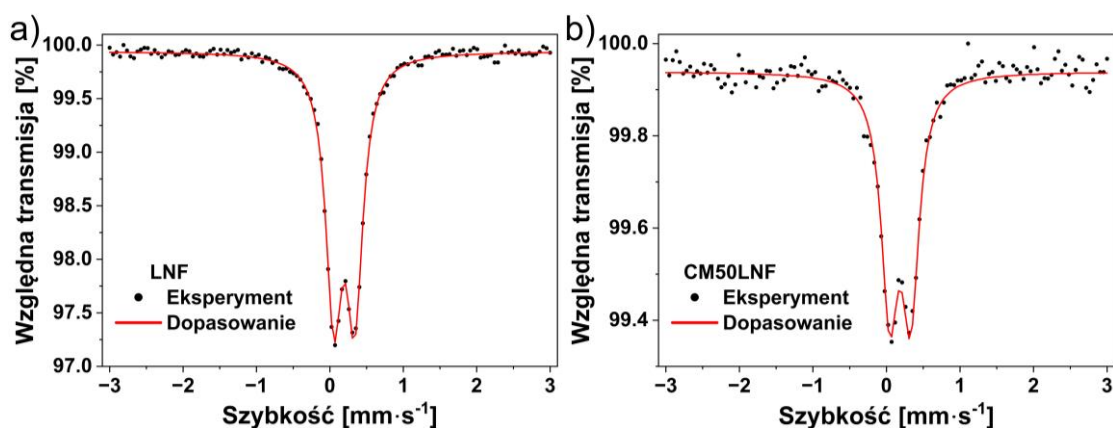 a)
Względna transmisja [%]
100.0
99.5
99.0
98.5
98.0
97.5
97.0
LNF
Eksperyment
Dopasowanie
−3 −2 −1 0 1 2 3
Szybkość [mm·s⁻¹]
b)
Względna transmisja [%]
100.0
99.8
99.6
99.4
CM50LNF
Eksperyment
Dopasowanie
−3 −2 −1 0 1 2 3
Szybkość [mm·s⁻¹]